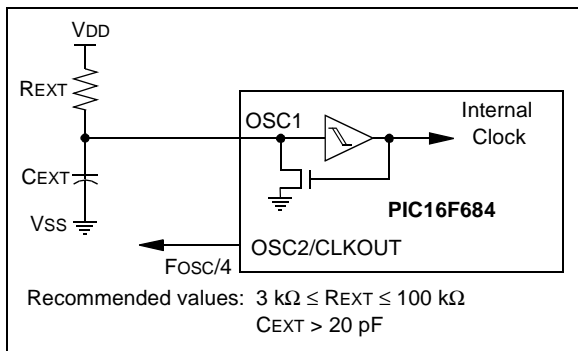 VDD
REXT
OSC1
Internal
Clock
CEXT
PIC16F684
VSS
OSC2/CLKOUT
FOSC/4
Recommended values: 3 kΩ ≤ REXT ≤ 100 kΩ
CEXT > 20 pF